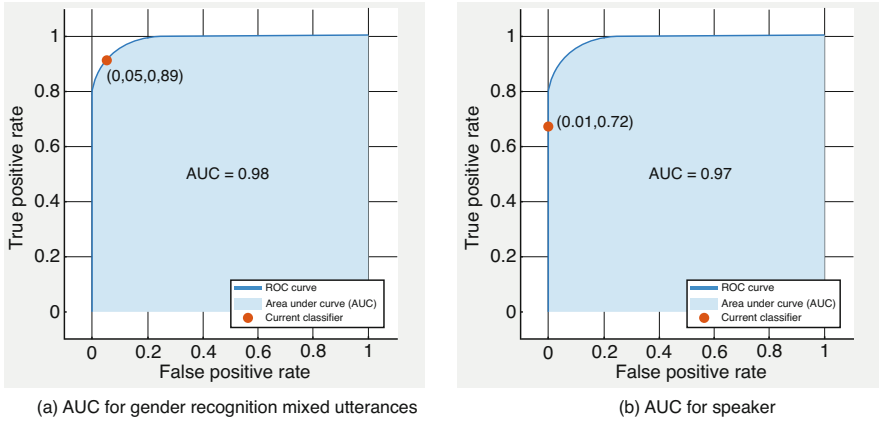 1
0.8
0.6
0.4
0.2
0
True positive rate
(0,05,0,89)
AUC = 0.98
ROC curve
Area under curve (AUC)
Current classifier
0 0.2 0.4 0.6 0.8 1
False positive rate
(a) AUC for gender recognition mixed utterances
1
0.8
0.6
0.4
0.2
0
True positive rate
(0.01,0.72)
AUC = 0.97
ROC curve
Area under curve (AUC)
Current classifier
0 0.2 0.4 0.6 0.8 1
False positive rate
(b) AUC for speaker